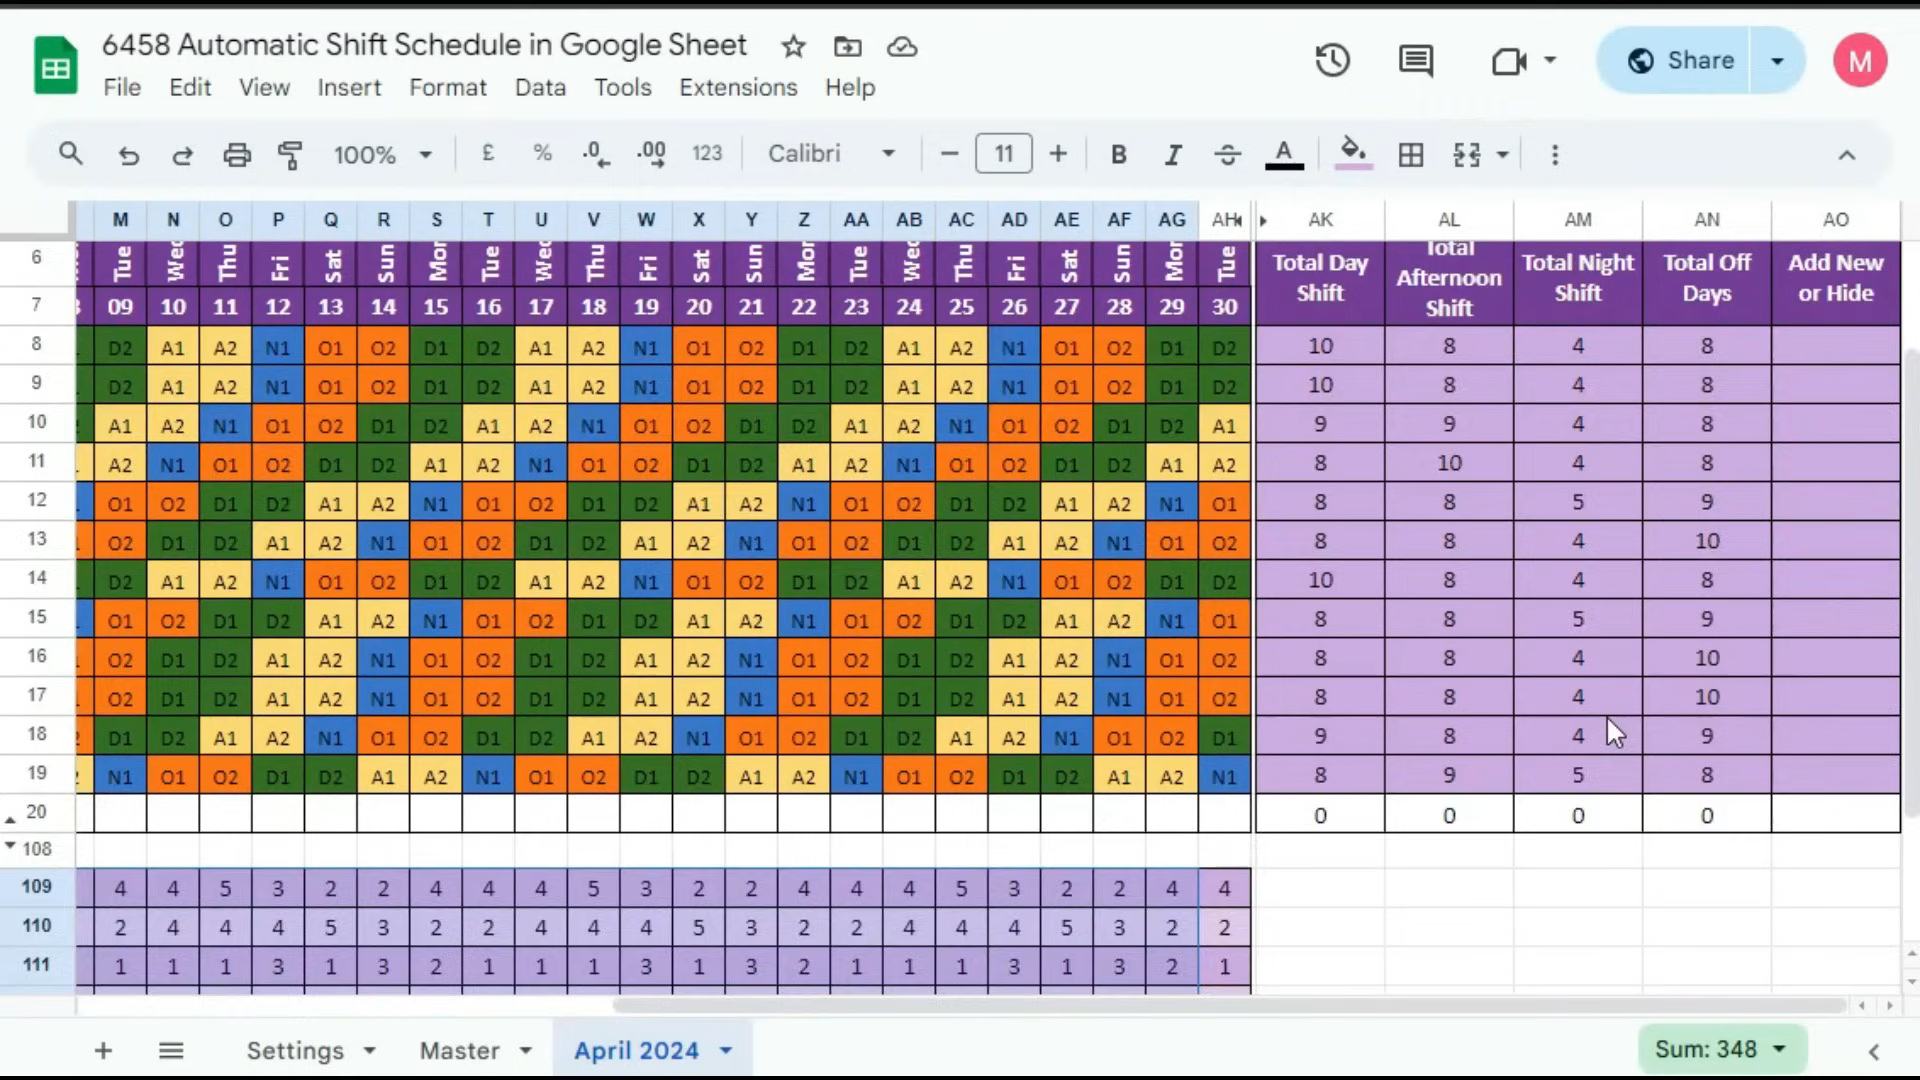 6458 Automatic Shift Schedule in Google Sheet
File Edit View Insert Format Data Tools Extensions Help
Share
M
100% £ % .0 .00 123 Calibri 11 B I A
M N O P Q R S T U V W X Y Z AA AB AC AD AE AF AG AH AK AL AM AN AO
6 Tue Wed Thu Fri Sat Sun Mon Tue Wed Thu Fri Sat Sun Mon Tue Wed Thu Fri Sat Sun Mon Tue Total Day Shift Total Afternoon Shift Total Night Shift Total Off Days Add New or Hide
7 09 10 11 12 13 14 15 16 17 18 19 20 21 22 23 24 25 26 27 28 29 30
8 D2 A1 A2 N1 O1 O2 D1 D2 A1 A2 N1 O1 O2 D1 D2 A1 A2 N1 O1 O2 D1 D2 10 8 4 8
9 D2 A1 A2 N1 O1 O2 D1 D2 A1 A2 N1 O1 O2 D1 D2 A1 A2 N1 O1 O2 D1 D2 10 8 4 8
10 A1 A2 N1 O1 O2 D1 D2 A1 A2 N1 O1 O2 D1 D2 A1 A2 N1 O1 O2 D1 D2 A1 9 9 4 8
11 A2 N1 O1 O2 D1 D2 A1 A2 N1 O1 O2 D1 D2 A1 A2 N1 O1 O2 D1 D2 A1 A2 8 10 4 8
12 O1 O2 D1 D2 A1 A2 N1 O1 O2 D1 D2 A1 A2 N1 O1 O2 D1 D2 A1 A2 N1 O1 8 8 5 9
13 O2 D1 D2 A1 A2 N1 O1 O2 D1 D2 A1 A2 N1 O1 O2 D1 D2 A1 A2 N1 O1 O2 8 8 4 10
14 D2 A1 A2 N1 O1 O2 D1 D2 A1 A2 N1 O1 O2 D1 D2 A1 A2 N1 O1 O2 D1 D2 10 8 4 8
15 O1 O2 D1 D2 A1 A2 N1 O1 O2 D1 D2 A1 A2 N1 O1 O2 D1 D2 A1 A2 N1 O1 8 8 5 9
16 O2 D1 D2 A1 A2 N1 O1 O2 D1 D2 A1 A2 N1 O1 O2 D1 D2 A1 A2 N1 O1 O2 8 8 4 10
17 O2 D1 D2 A1 A2 N1 O1 O2 D1 D2 A1 A2 N1 O1 O2 D1 D2 A1 A2 N1 O1 O2 8 8 4 10
18 D1 D2 A1 A2 N1 O1 O2 D1 D2 A1 A2 N1 O1 O2 D1 D2 A1 A2 N1 O1 O2 D1 9 8 4 9
19 N1 O1 O2 D1 D2 A1 A2 N1 O1 O2 D1 D2 A1 A2 N1 O1 O2 D1 D2 A1 A2 N1 8 9 5 8
20 0 0 0 0
108
109 4 4 5 3 2 2 4 4 4 5 3 2 2 4 4 4 5 3 2 2 4 4
110 2 4 4 4 5 3 2 2 4 4 4 5 3 2 2 4 4 4 5 3 2 2
111 1 1 1 3 1 3 2 1 1 1 3 1 3 2 1 1 1 3 1 3 2 1
Settings Master April 2024 Sum: 348